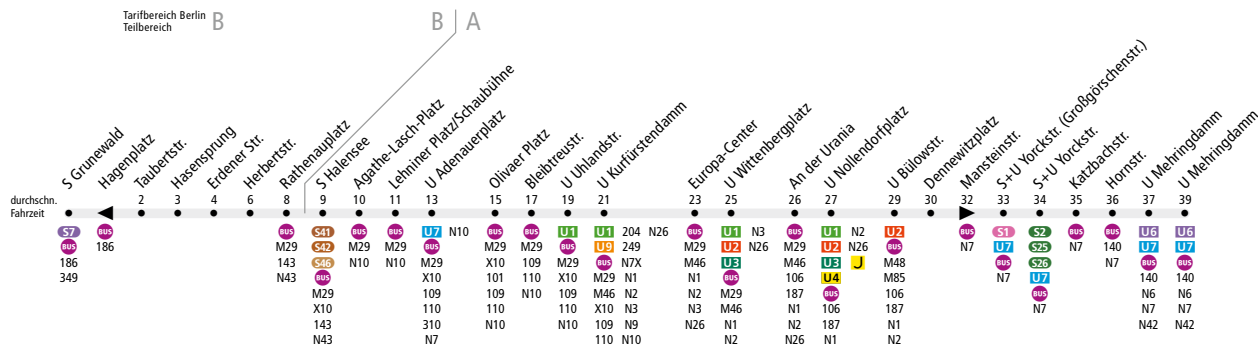 Tarifbereich Berlin
Teilbereich
B
B
A
durchschn.
Fahrzeit
S Grunewald
S7
BUS
186
349
Hagenplatz
BUS
186
Taubertstr.
2
Hasensprung
3
Erdener Str.
4
Herbertstr.
6
Rathenauplatz
8
BUS
M29
143
N43
S Halensee
9
S41
S42
S46
BUS
M29
X10
143
N43
Agathe-Lasch-Platz
10
BUS
M29
N10
Lehniner Platz/Schaubühne
11
BUS
M29
N10
U Adenauerplatz
13
U7 N10
BUS
M29
X10
109
110
310
N7
Olivaer Platz
15
BUS
M29
X10
101
109
110
N10
Bleibtreustr.
17
BUS
M29
109
110
N10
U Uhlandstr.
19
U1
BUS
M29
X10
109
110
N10
U Kurfürstendamm
21
U1 204 N26
U9 249
BUS N7X
M29 N1
M46 N2
X10 N3
109 N9
110 N10
Europa-Center
23
BUS
M29
M46
N1
N2
N3
N26
U Wittenbergplatz
25
U1 N3
U2 N26
U3
BUS
M29
M46
N1
N2
An der Urania
26
BUS
M29
M46
106
187
N1
N2
N26
U Nollendorfplatz
27
U1 N2
U2 N26
U3
U4
BUS
106
187
N1
U Bülowstr.
29
U2
BUS
M48
M85
106
187
N1
N2
Dennewitzplatz
30
Mansteinstr.
32
BUS
N7
S+U Yorckstr. (Großgörschenstr.)
33
S1
U7
BUS
N7
S+U Yorckstr.
34
S2
S25
S26
U7
BUS
N7
Katzbachstr.
35
BUS
N7
Hornstr.
36
BUS
140
N7
U Mehringdamm
37
U6
U7
BUS
140
N6
N7
N42
U Mehringdamm
39
U6
U7
BUS
140
N6
N7
N42